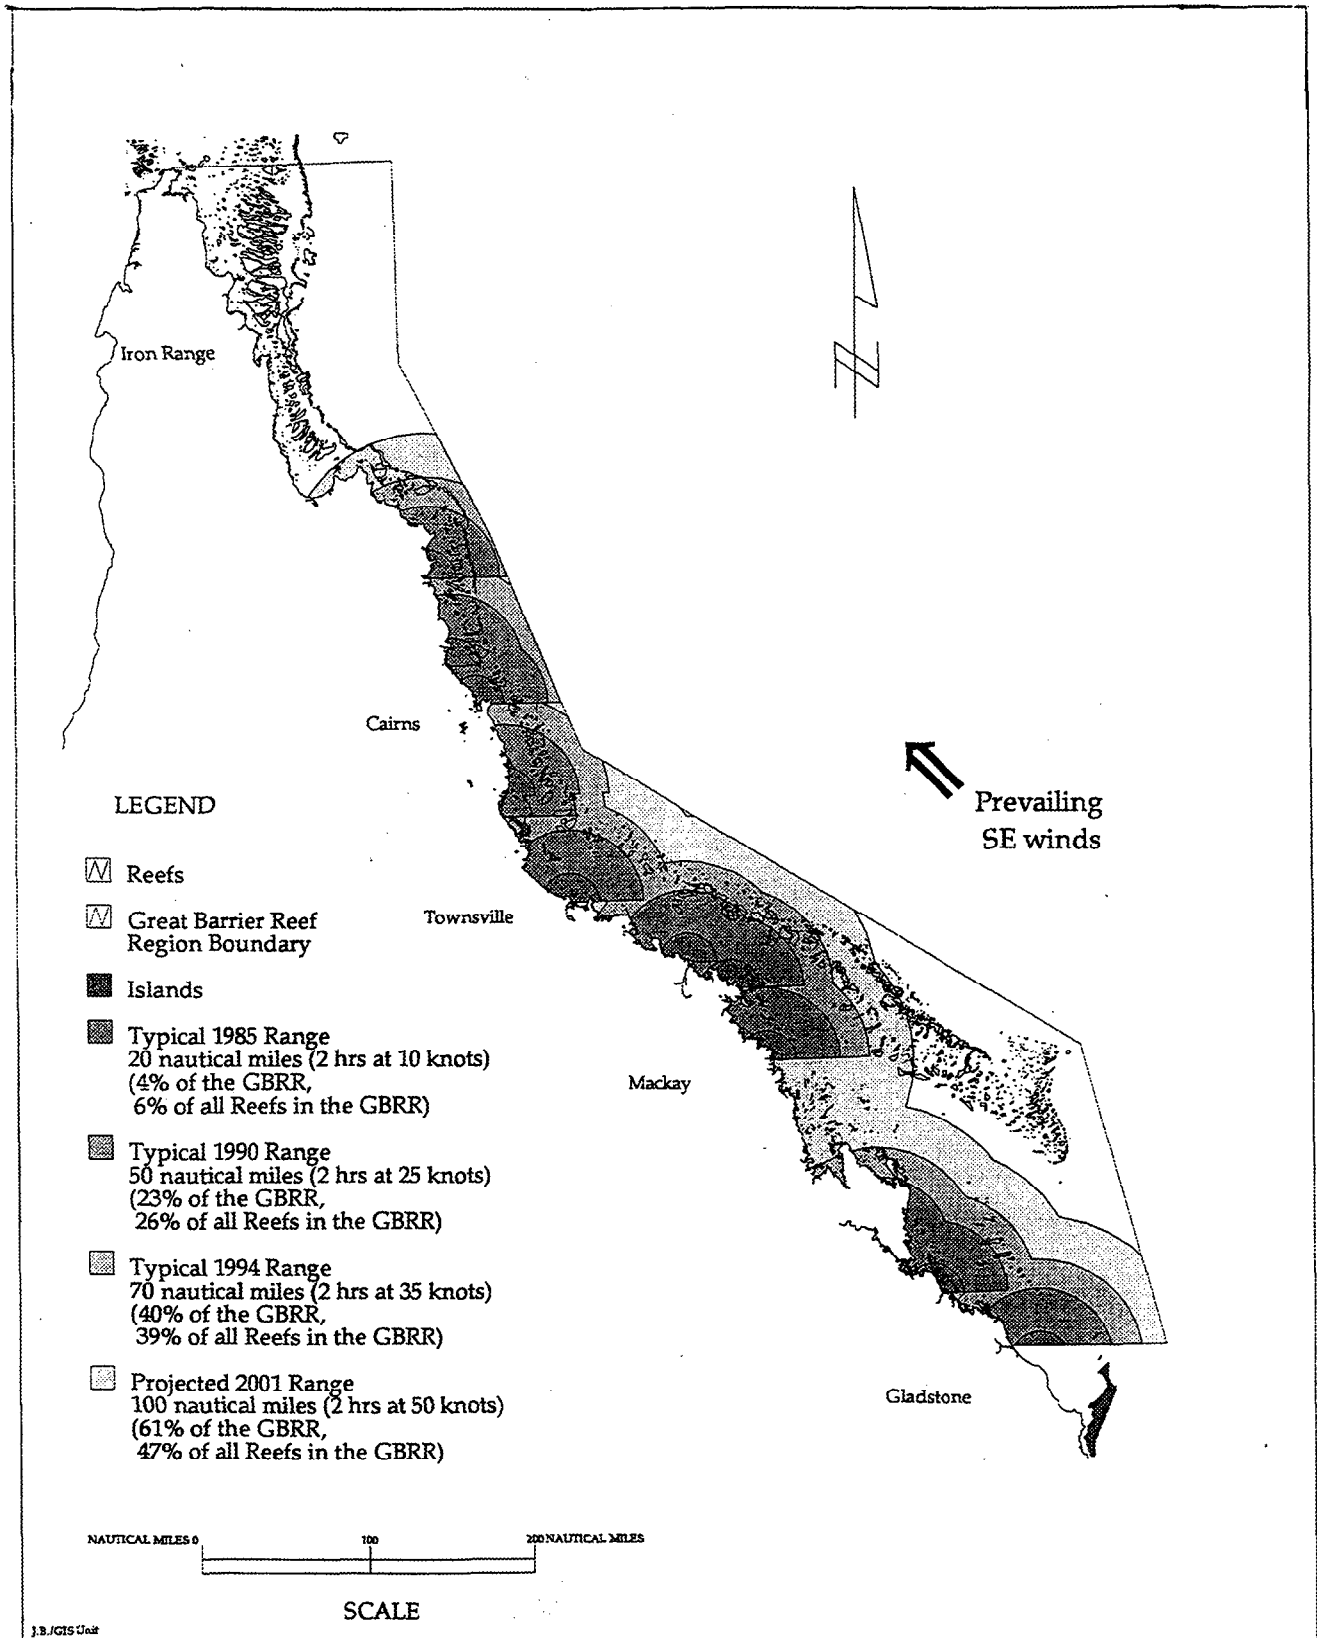 Iron Range
N
Cairns
Prevailing
SE winds
LEGEND
Reefs
Great Barrier Reef
Region Boundary
Townsville
Islands
Typical 1985 Range
20 nautical miles (2 hrs at 10 knots)
(4% of the GBRR,
6% of all Reefs in the GBRR)
Mackay
Typical 1990 Range
50 nautical miles (2 hrs at 25 knots)
(23% of the GBRR,
26% of all Reefs in the GBRR)
Typical 1994 Range
70 nautical miles (2 hrs at 35 knots)
(40% of the GBRR,
39% of all Reefs in the GBRR)
Projected 2001 Range
100 nautical miles (2 hrs at 50 knots)
(61% of the GBRR,
47% of all Reefs in the GBRR)
Gladstone
NAUTICAL MILES 0 100 200 NAUTICAL MILES
SCALE
J.B./GIS Unit